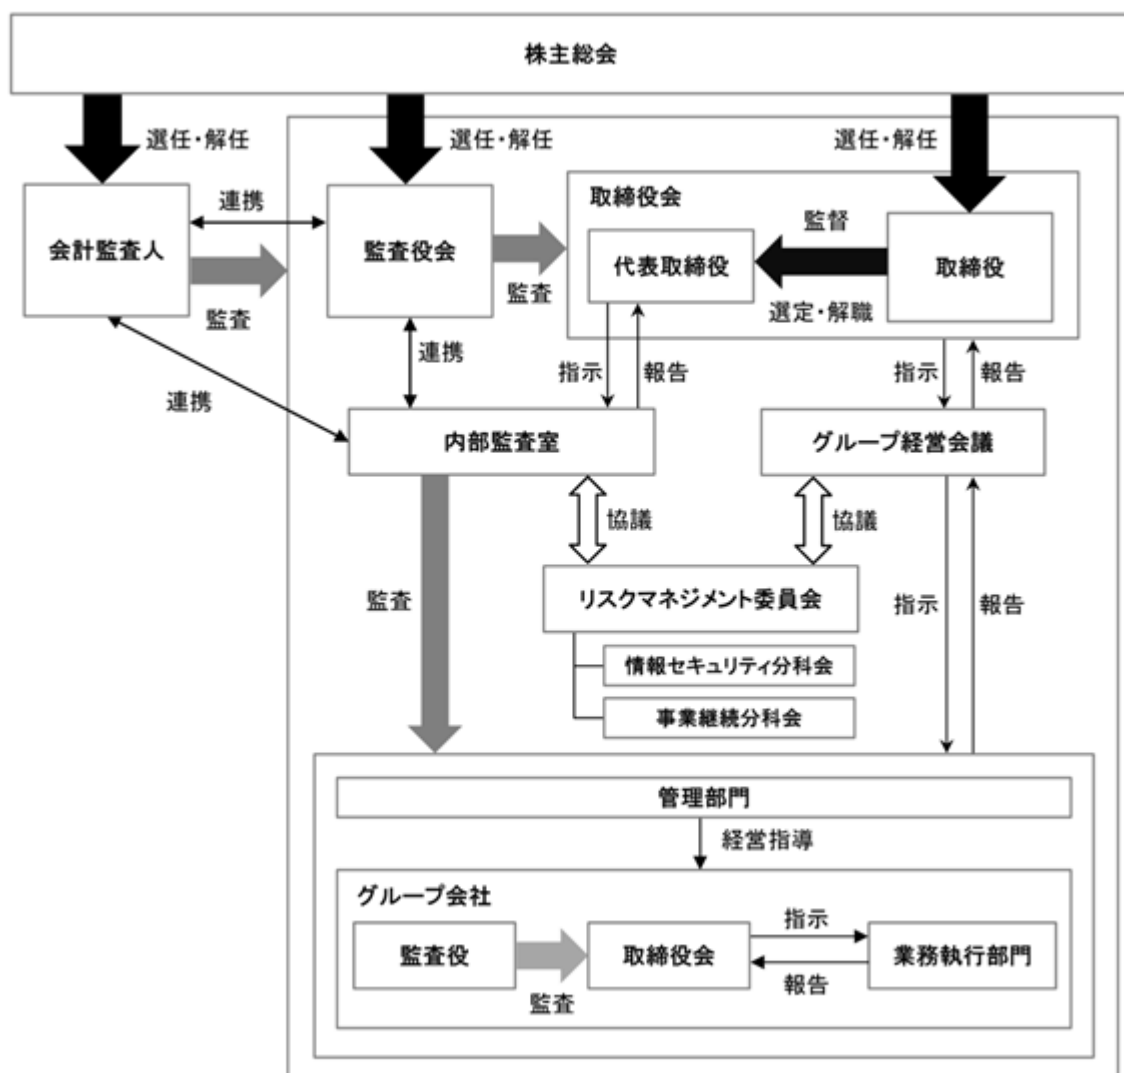 株主総会
選任・解任
選任・解任
選任・解任
取締役会
連携
監督
会計監査人
監査役会
代表取締役
取締役
監査
監査
選定・解職
連携
指示
報告
指示
報告
連携
内部監査室
グループ経営会議
協議
協議
監査
リスクマネジメント委員会
指示
報告
情報セキュリティ分科会
事業継続分科会
管理部門
経営指導
グループ会社
指示
監査役
取締役会
業務執行部門
監査
報告